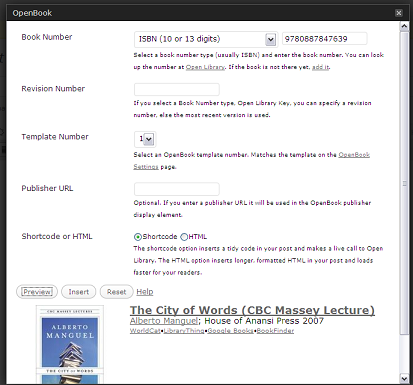 OpenBook
Book Number
ISBN (10 or 13 digits)
9780887847639
Select a book number type (usually ISBN) and enter the book number. You can look
up the number at Open Library. If the book is not there yet, add it.
Revision Number
If you select a Book Number type, Open Library Key, you can specify a revision
number, else the most recent version is used.
Template Number
1
Select an OpenBook template number. Matches the template on the OpenBook
Settings page.
Publisher URL
Optional. If you enter a publisher URL it will be used in the OpenBook publisher
display element.
Shortcode or HTML
Shortcode HTML
The shortcode option inserts a tidy code in your post and makes a live call to Open
Library. The HTML option inserts longer, formatted HTML in your post and loads
faster for your readers.
Preview Insert Reset Help
CBC MASSEY LECTURES
ALBERTO
MANGUEL
THE CITY OF WORDS
The City of Words (CBC Massey Lecture)
Alberto Manguel; House of Anansi Press 2007
WorldCat•LibraryThing•Google Books•BookFinder